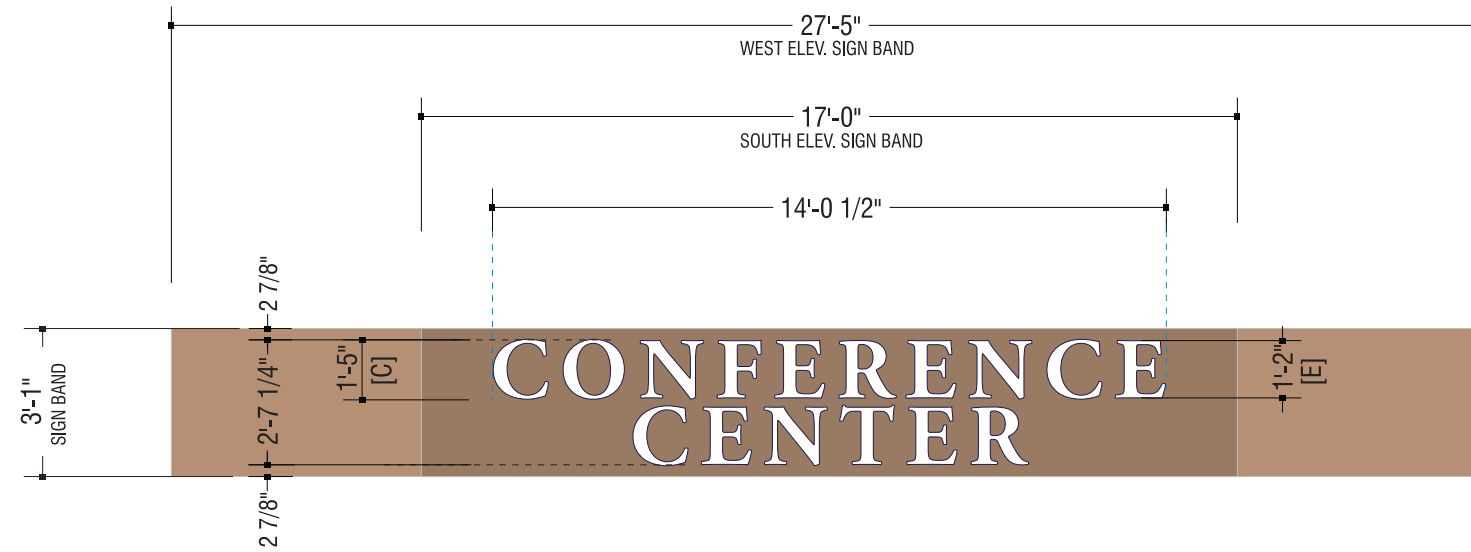 27'-5"
WEST ELEV. SIGN BAND
17'-0"
SOUTH ELEV. SIGN BAND
14'-0 1/2"
2 7/8"
3'-1"
SIGN BAND
2'-7 1/4"
1'-5"
[C]
CONFERENCE
CENTER
1'-2"
[E]
2 7/8"